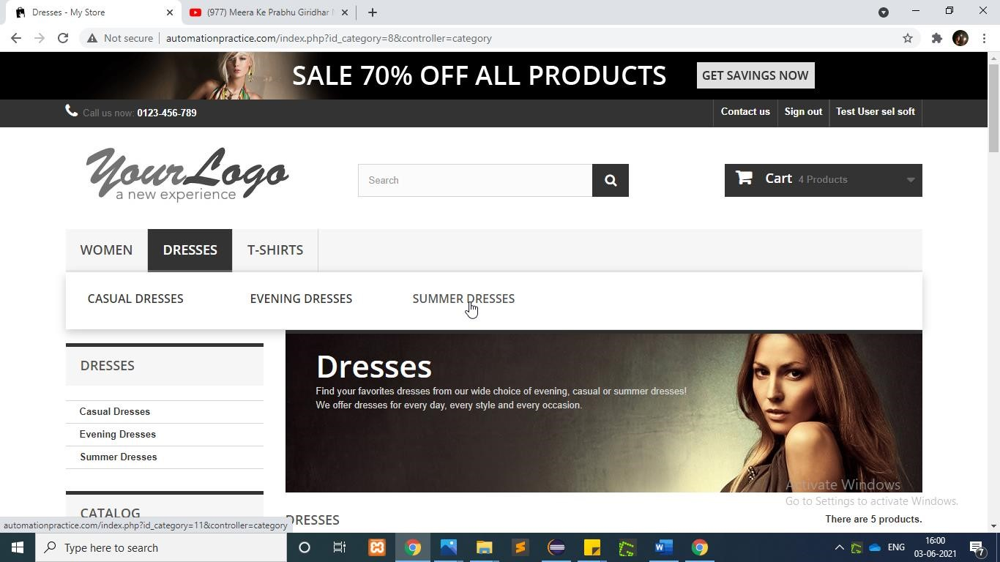 Dresses - My Store
(977) Meera Ke Prabhu Giridhar
Not secure automationpractice.com/index.php?id_category=8&controller=category
SALE 70% OFF ALL PRODUCTS GET SAVINGS NOW
Call us now: 0123-456-789 Contact us Sign out Test User sel soft
YourLogo
a new experience
Search
Cart 4 Products
WOMEN DRESSES T-SHIRTS
CASUAL DRESSES EVENING DRESSES SUMMER DRESSES
DRESSES
Casual Dresses
Evening Dresses
Summer Dresses
CATALOG
Dresses
Find your favorites dresses from our wide choice of evening, casual or summer dresses!
We offer dresses for every day, every style and every occasion.
Activate Windows
Go to Settings to activate Windows.
DRESSES There are 5 products.
automationpractice.com/index.php?id_category=11&controller=category
Type here to search
ENG
16:00
03-06-2021
7